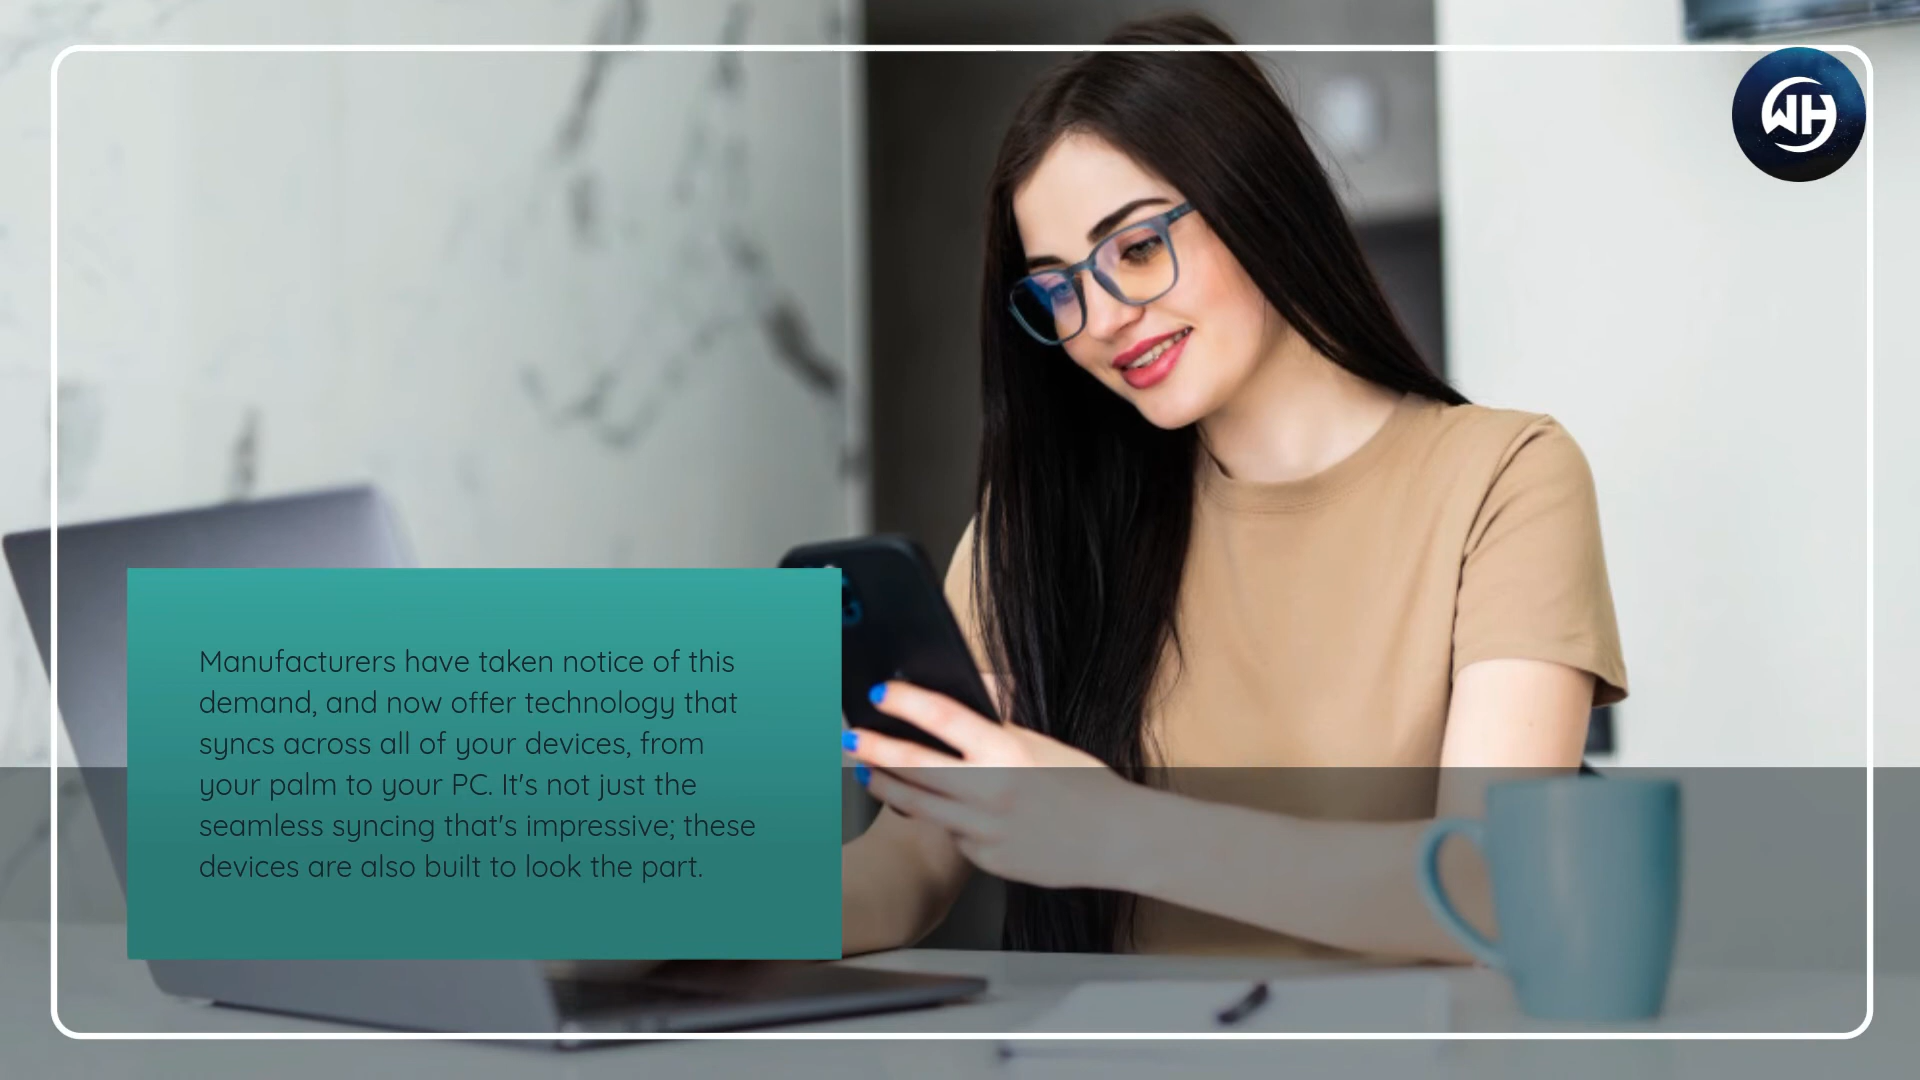 WH
Manufacturers have taken notice of this
demand, and now offer technology that
syncs across all of your devices, from
your palm to your PC. It's not just the
seamless syncing that's impressive; these
devices are also built to look the part.